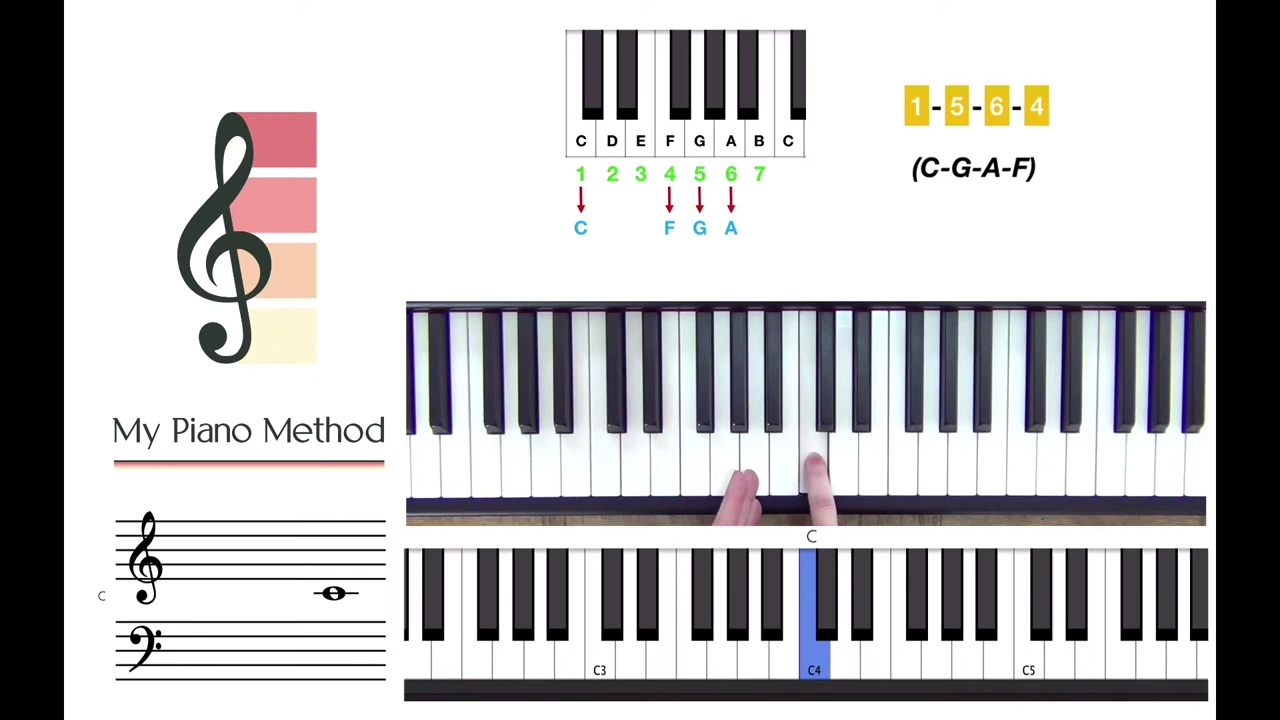 C D E F G A B C
1 2 3 4 5 6 7
C F G A
1-5-6-4
(C-G-A-F)
My Piano Method
C
C
C3 C4 C5